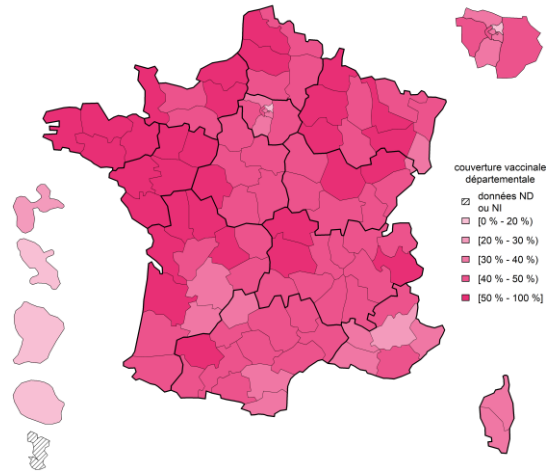 couverture vaccinale
départementale
données ND
ou NI
[0 % - 20 %)
[20 % - 30 %)
[30 % - 40 %)
[40 % - 50 %)
[50 % - 100 %]